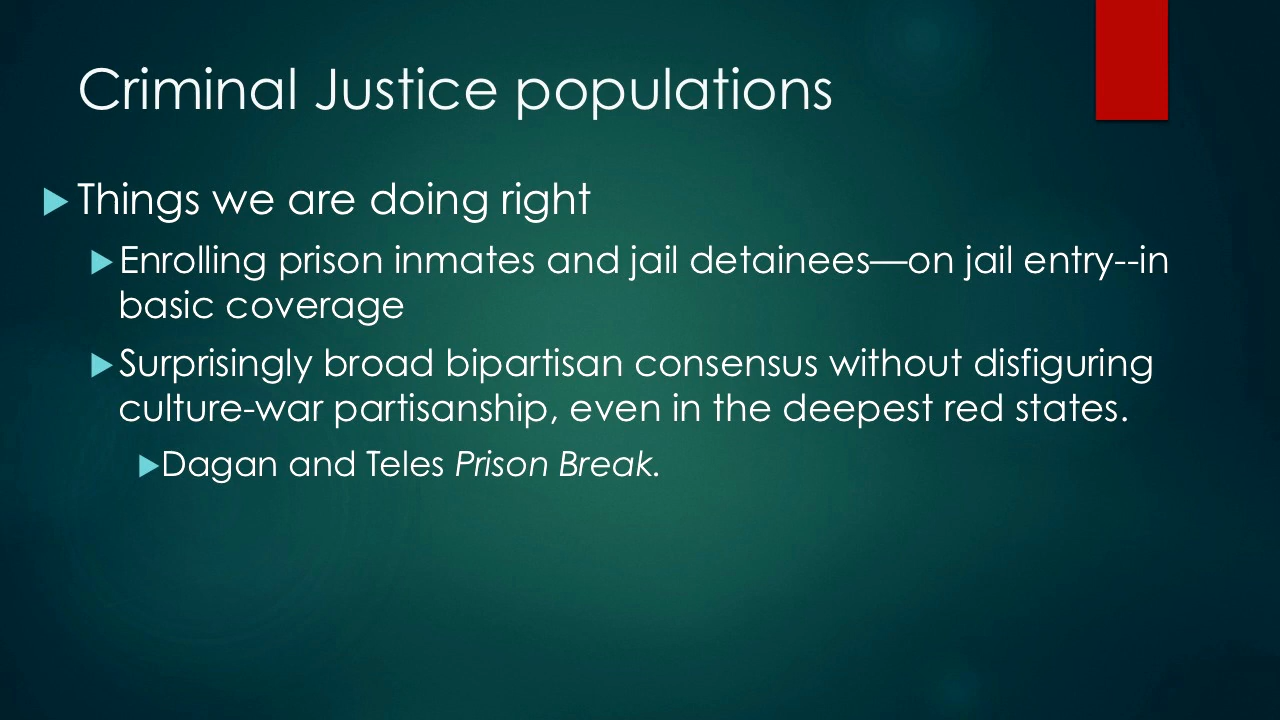 Criminal Justice populations
Things we are doing right
Enrolling prison inmates and jail detainees—on jail entry--in
basic coverage
Surprisingly broad bipartisan consensus without disfiguring
culture-war partisanship, even in the deepest red states.
Dagan and Teles Prison Break.